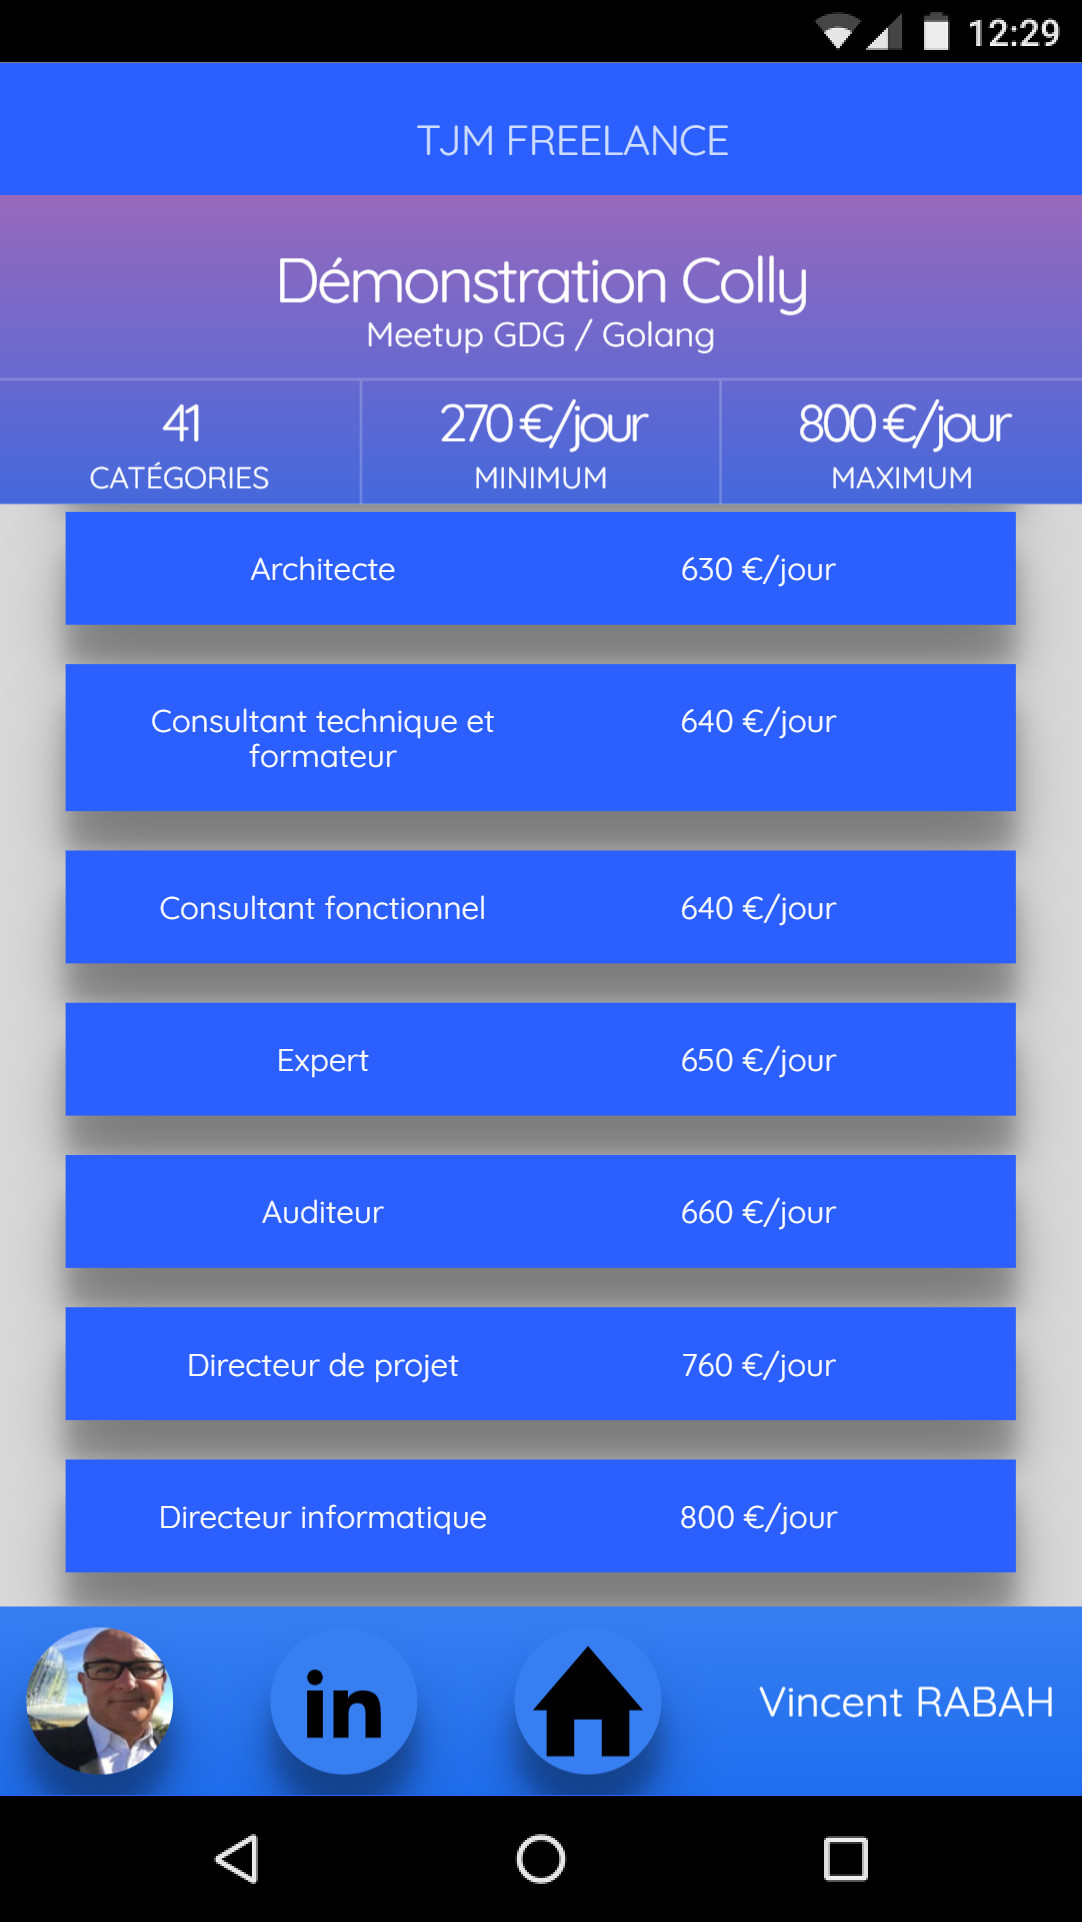 12:29
TJM FREELANCE
Démonstration Colly
Meetup GDG / Golang
41
CATÉGORIES
270 €/jour
MINIMUM
800 €/jour
MAXIMUM
Architecte 630 €/jour
Consultant technique et 640 €/jour
formateur
Consultant fonctionnel 640 €/jour
Expert 650 €/jour
Auditeur 660 €/jour
Directeur de projet 760 €/jour
Directeur informatique 800 €/jour
in
Vincent RABAH